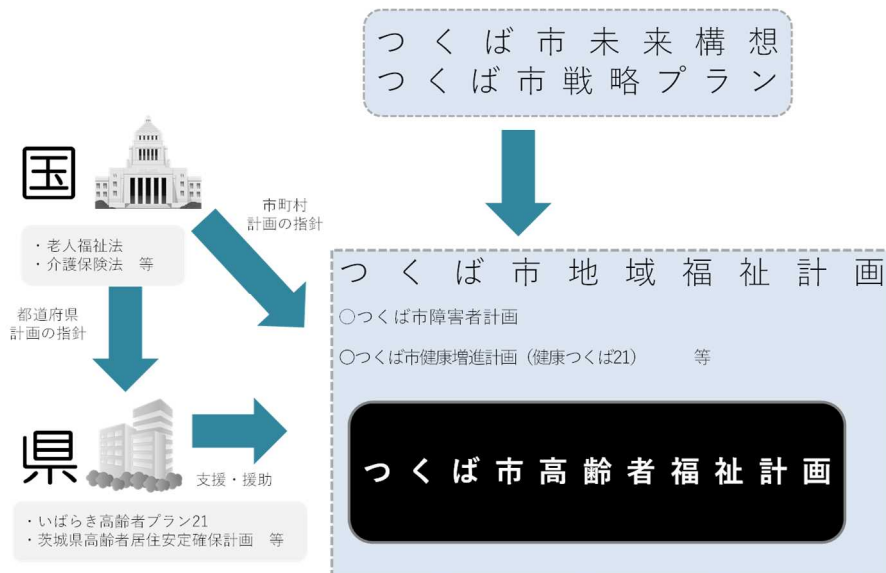 つくば市未来構想
つくば市戦略プラン
国
・老人福祉法
・介護保険法　等
市町村
計画の指針
都道府県
計画の指針
県
・いばらき高齢者プラン21
・茨城県高齢者居住安定確保計画　等
支援・援助
つくば市地域福祉計画
○つくば市障害者計画
○つくば市健康増進計画（健康つくば21）　等
つくば市高齢者福祉計画